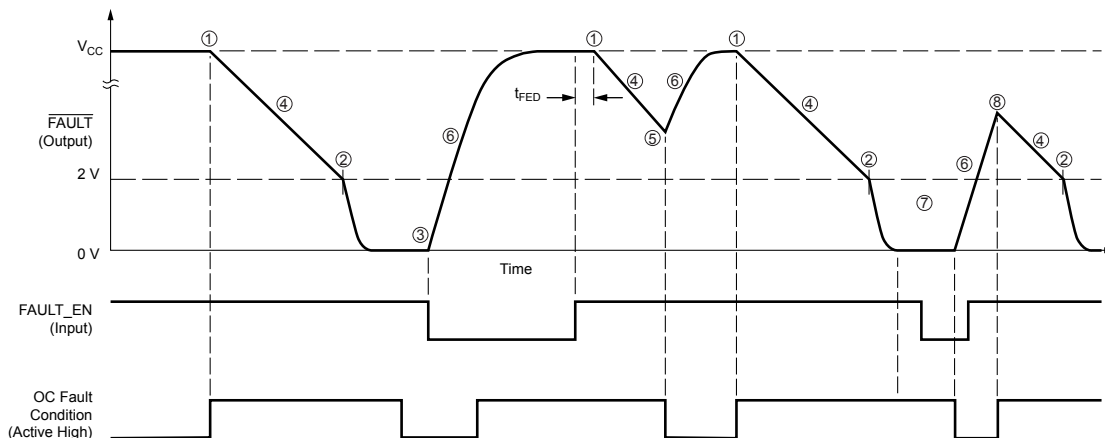 ① ① ①
V_CC
⑧
④ ④ ⑥ ④ ④
t_FED
F̅A̅U̅L̅T̅
(Output)
⑥ ⑤ ⑥
② ② ②
2 V
⑦
③
0 V
Time
FAULT_EN
(Input)
OC Fault
Condition
(Active High)